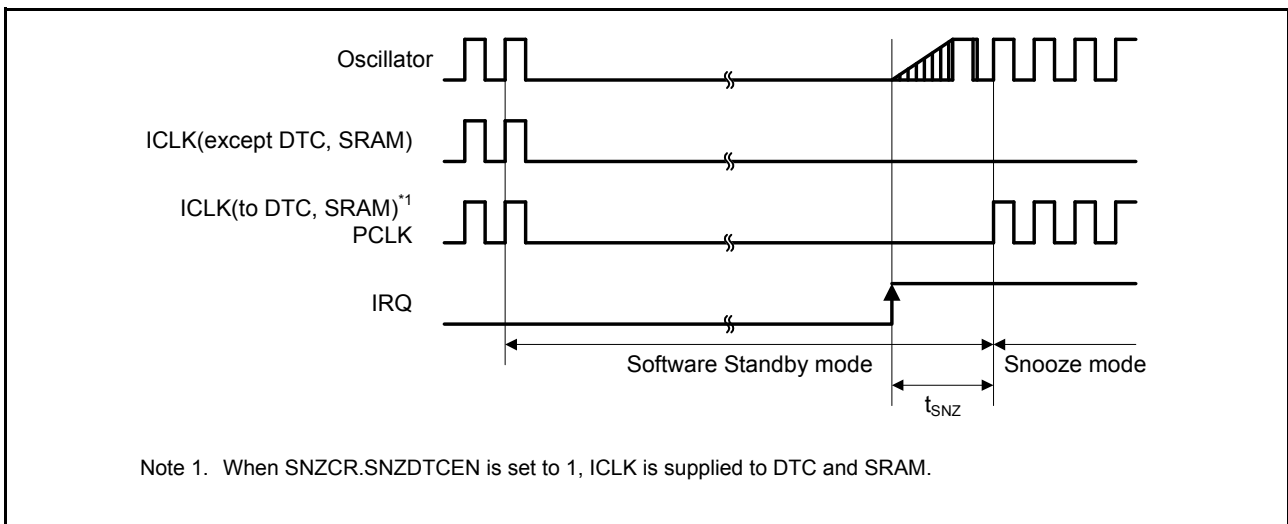 Oscillator
ICLK(except DTC, SRAM)
ICLK(to DTC, SRAM)*1
PCLK
IRQ
Software Standby mode
Snooze mode
tSNZ
Note 1. When SNZCR.SNZDTCEN is set to 1, ICLK is supplied to DTC and SRAM.